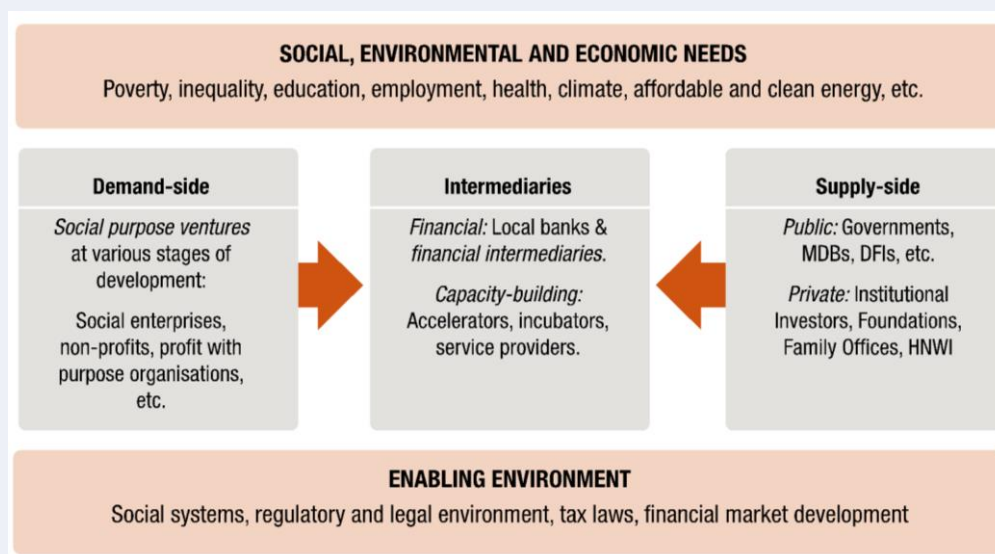 SOCIAL, ENVIRONMENTAL AND ECONOMIC NEEDS
Poverty, inequality, education, employment, health, climate, affordable and clean energy, etc.
Demand-side
Social purpose ventures
at various stages of
development:
Social enterprises,
non-profits, profit with
purpose organisations,
etc.
Intermediaries
Financial: Local banks &
financial intermediaries.
Capacity-building:
Accelerators, incubators,
service providers.
Supply-side
Public: Governments,
MDBs, DFIs, etc.
Private: Institutional
Investors, Foundations,
Family Offices, HNWI
ENABLING ENVIRONMENT
Social systems, regulatory and legal environment, tax laws, financial market development